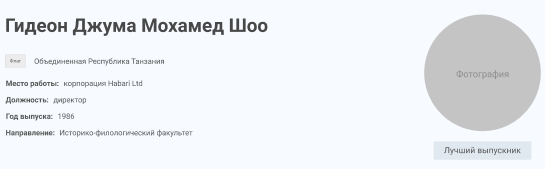 Гидеон Джума Мохамед Шоо
Флаг Объединенная Республика Танзания
Место работы: корпорация Habari Ltd
Должность: директор
Год выпуска: 1986
Направление: Историко-филологический факультет
Фотография
Лучший выпускник